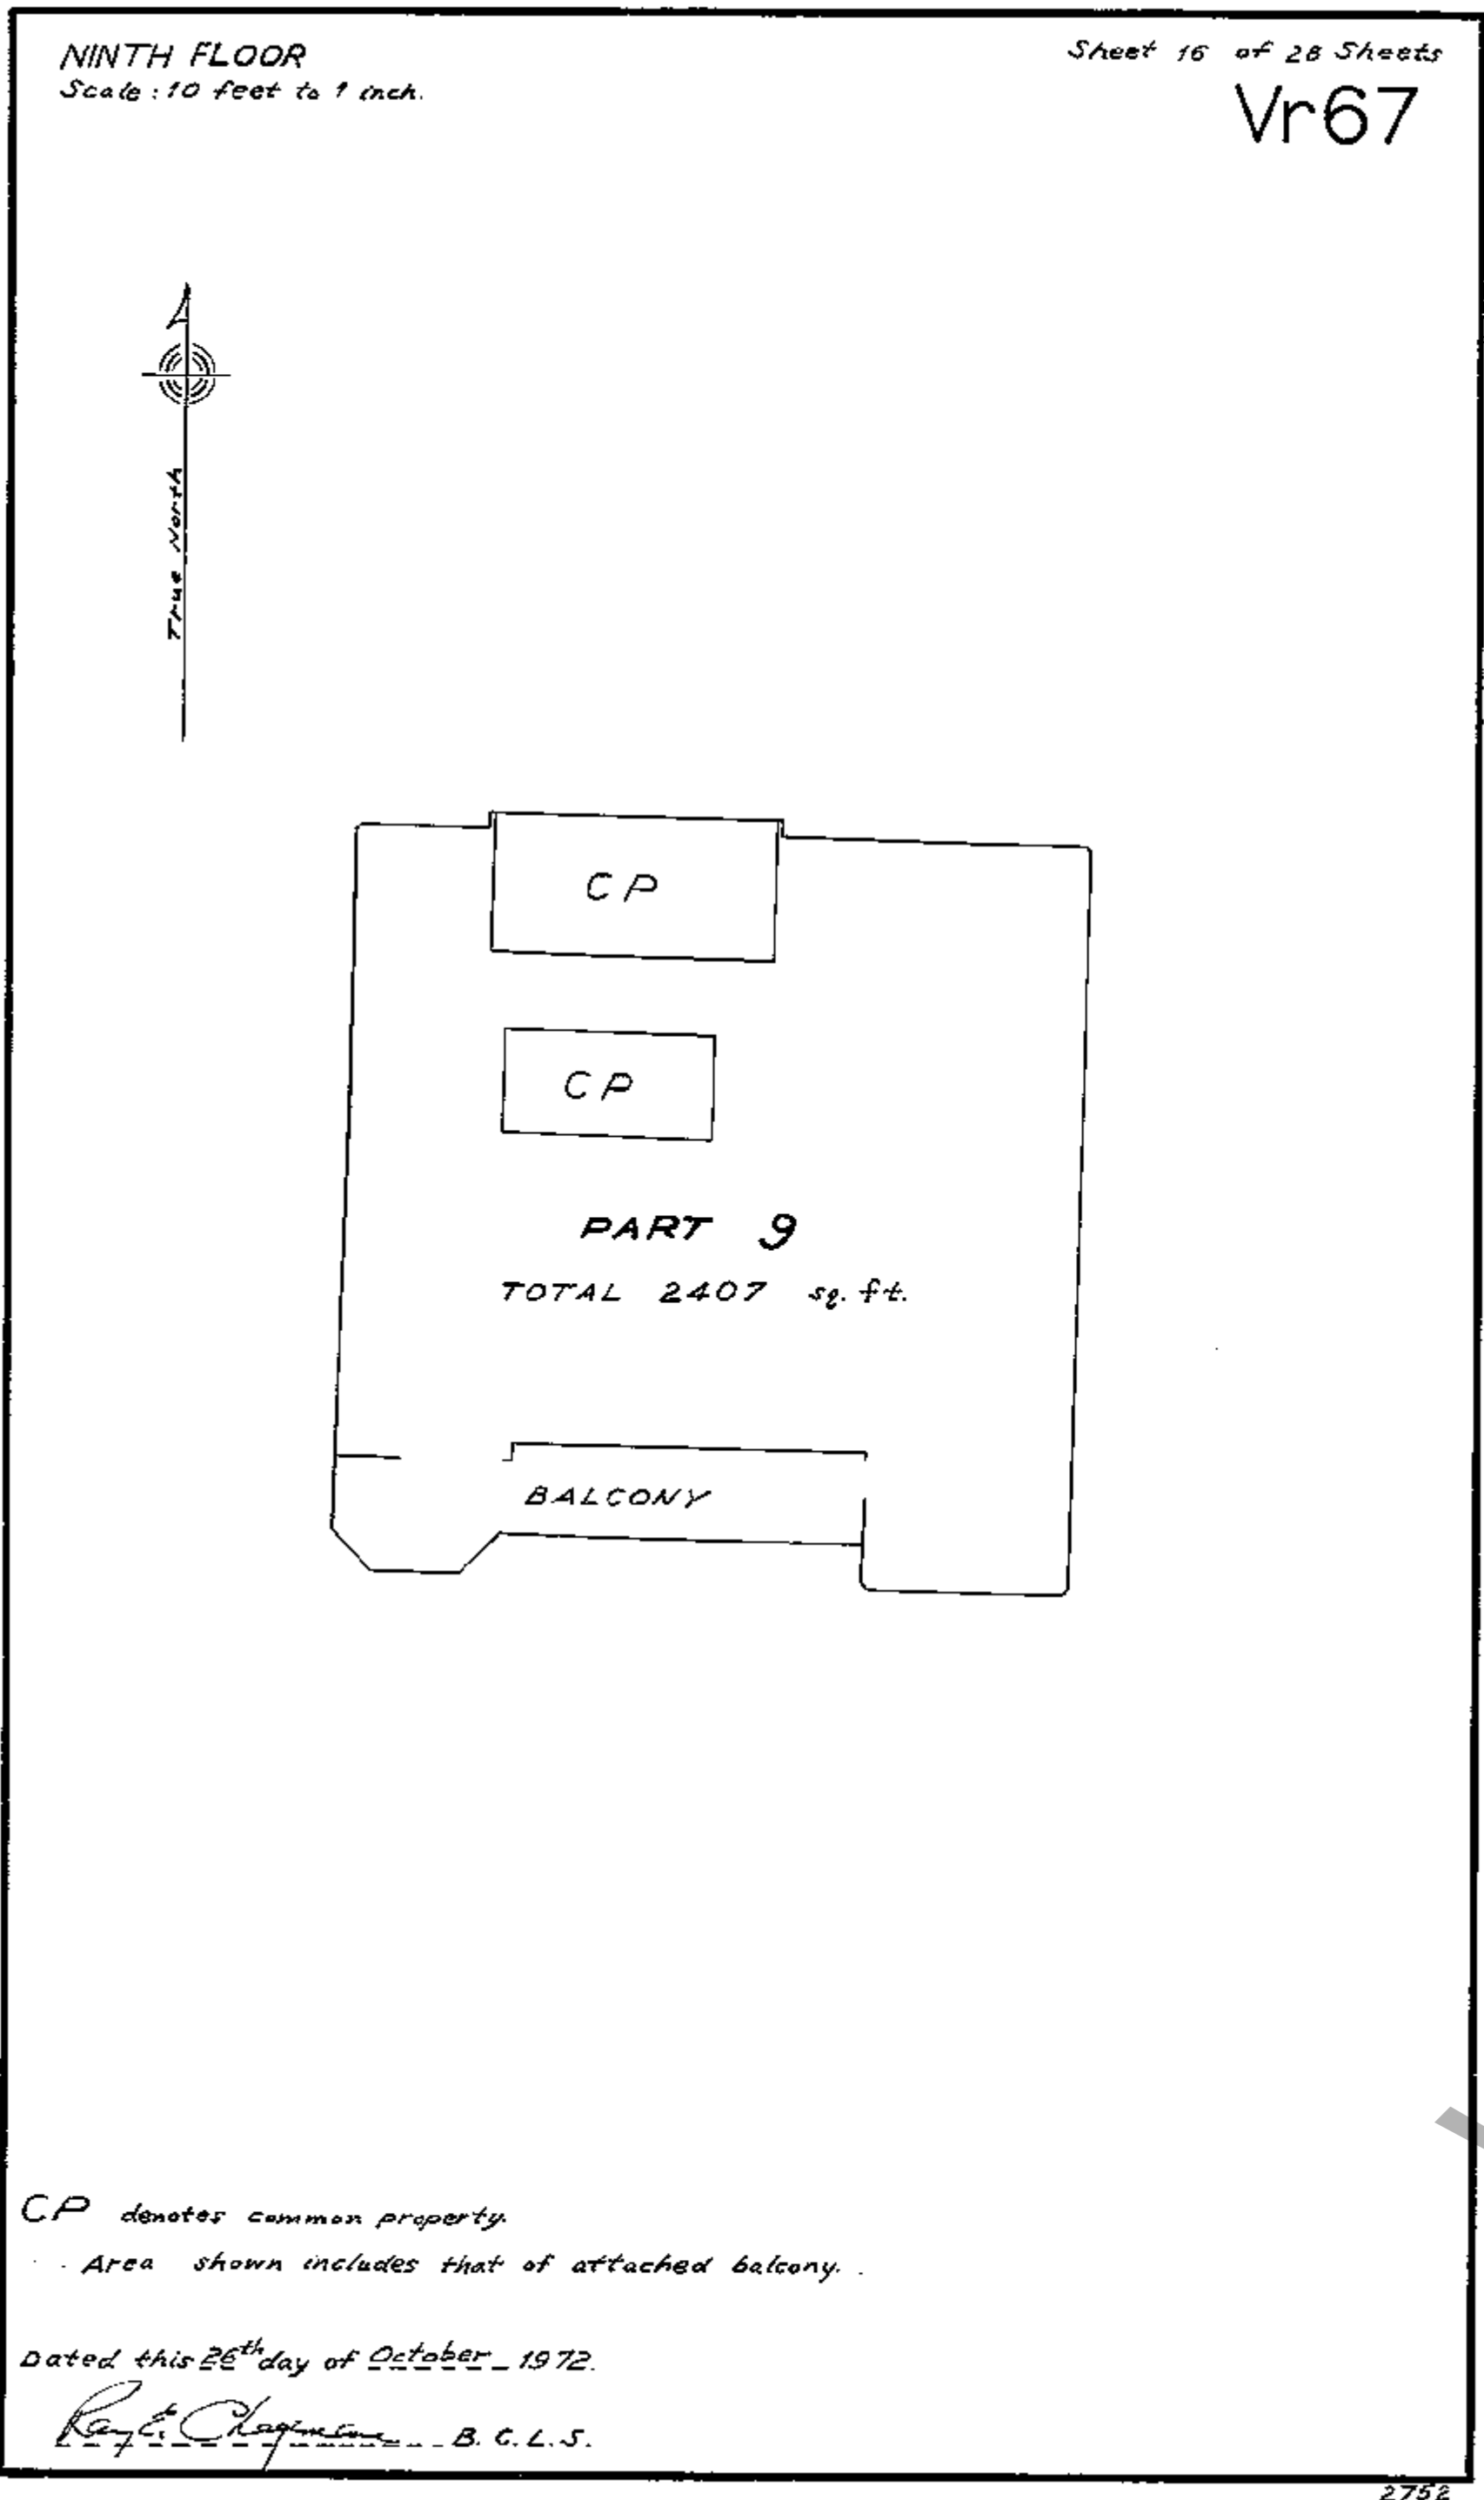 NINTH FLOOR
Scale: 10 feet to 1 inch.
Sheet 16 of 28 Sheets
Vr67
True North
CP
CP
PART 9
TOTAL 2407 sq. ft.
BALCONY
CP denotes common property.
Area shown includes that of attached balcony.
Dated this 26th day of October 1972.
Ray E. Chapman B.C.L.S.
2752